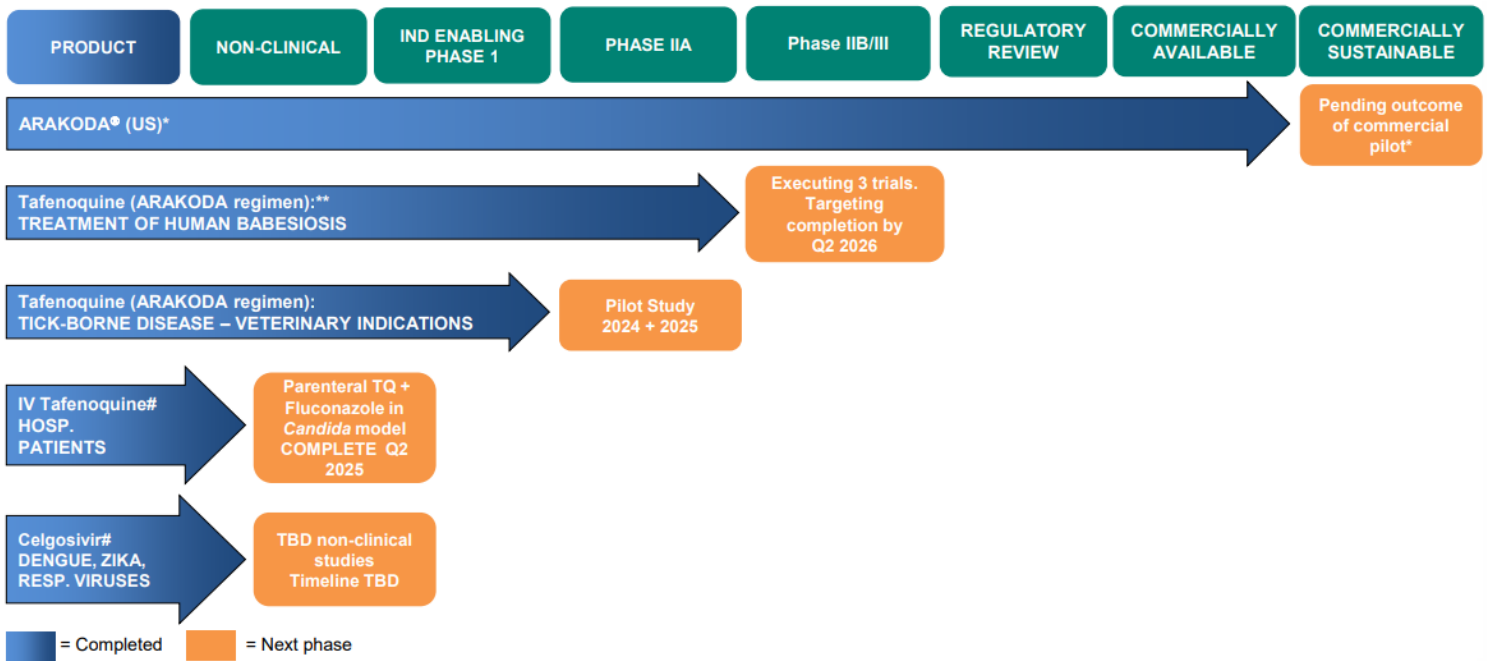 PRODUCT
NON-CLINICAL
IND ENABLING
PHASE 1
PHASE IIA
Phase IIB/III
REGULATORY
REVIEW
COMMERCIALLY
AVAILABLE
COMMERCIALLY
SUSTAINABLE
ARAKODA® (US)*
Pending outcome
of commercial
pilot*
Tafenoquine (ARAKODA regimen):**
TREATMENT OF HUMAN BABESIOSIS
Executing 3 trials.
Targeting
completion by
Q2 2026
Tafenoquine (ARAKODA regimen):
TICK-BORNE DISEASE – VETERINARY INDICATIONS
Pilot Study
2024 + 2025
IV Tafenoquine#
HOSP.
PATIENTS
Parenteral TQ +
Fluconazole in
Candida model
COMPLETE Q2
2025
Celgosivir#
DENGUE, ZIKA,
RESP. VIRUSES
TBD non-clinical
studies
Timeline TBD
= Completed
= Next phase